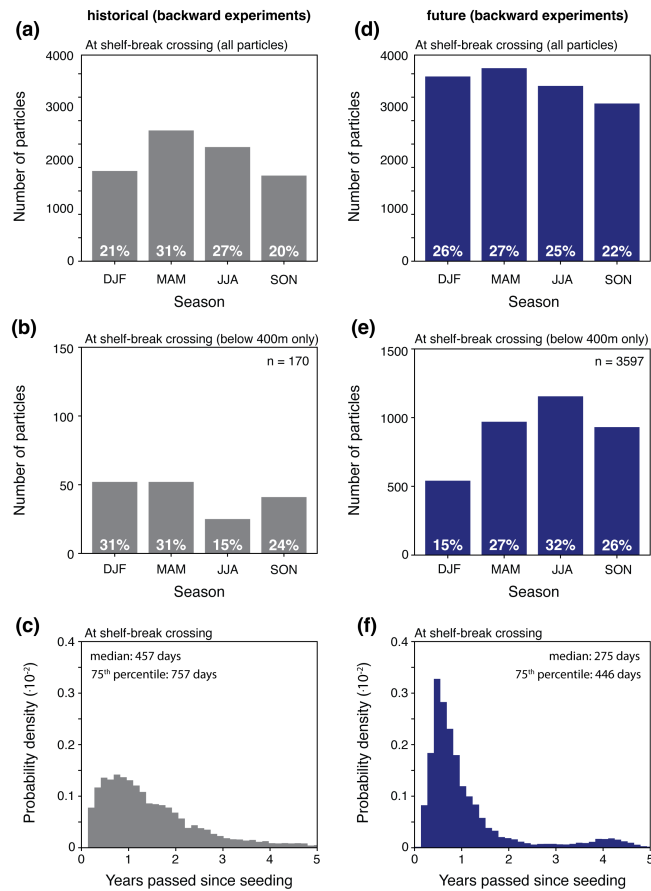 historical (backward experiments)
(a)
At shelf-break crossing (all particles)
Number of particles
4000
3000
2000
1000
0
21%
31%
27%
20%
DJF
MAM
JJA
SON
Season
(b)
At shelf-break crossing (below 400m only)
n = 170
Number of particles
150
100
50
0
31%
31%
15%
24%
DJF
MAM
JJA
SON
Season
(c)
At shelf-break crossing
median: 457 days
75th percentile: 757 days
Probability density (·10-2)
0.4
0.3
0.2
0.1
0
0
1
2
3
4
5
Years passed since seeding
future (backward experiments)
(d)
At shelf-break crossing (all particles)
Number of particles
4000
3000
2000
1000
0
26%
27%
25%
22%
DJF
MAM
JJA
SON
Season
(e)
At shelf-break crossing (below 400m only)
n = 3597
Number of particles
1500
1000
500
0
15%
27%
32%
26%
DJF
MAM
JJA
SON
Season
(f)
At shelf-break crossing
median: 275 days
75th percentile: 446 days
Probability density (·10-2)
0.4
0.3
0.2
0.1
0
0
1
2
3
4
5
Years passed since seeding